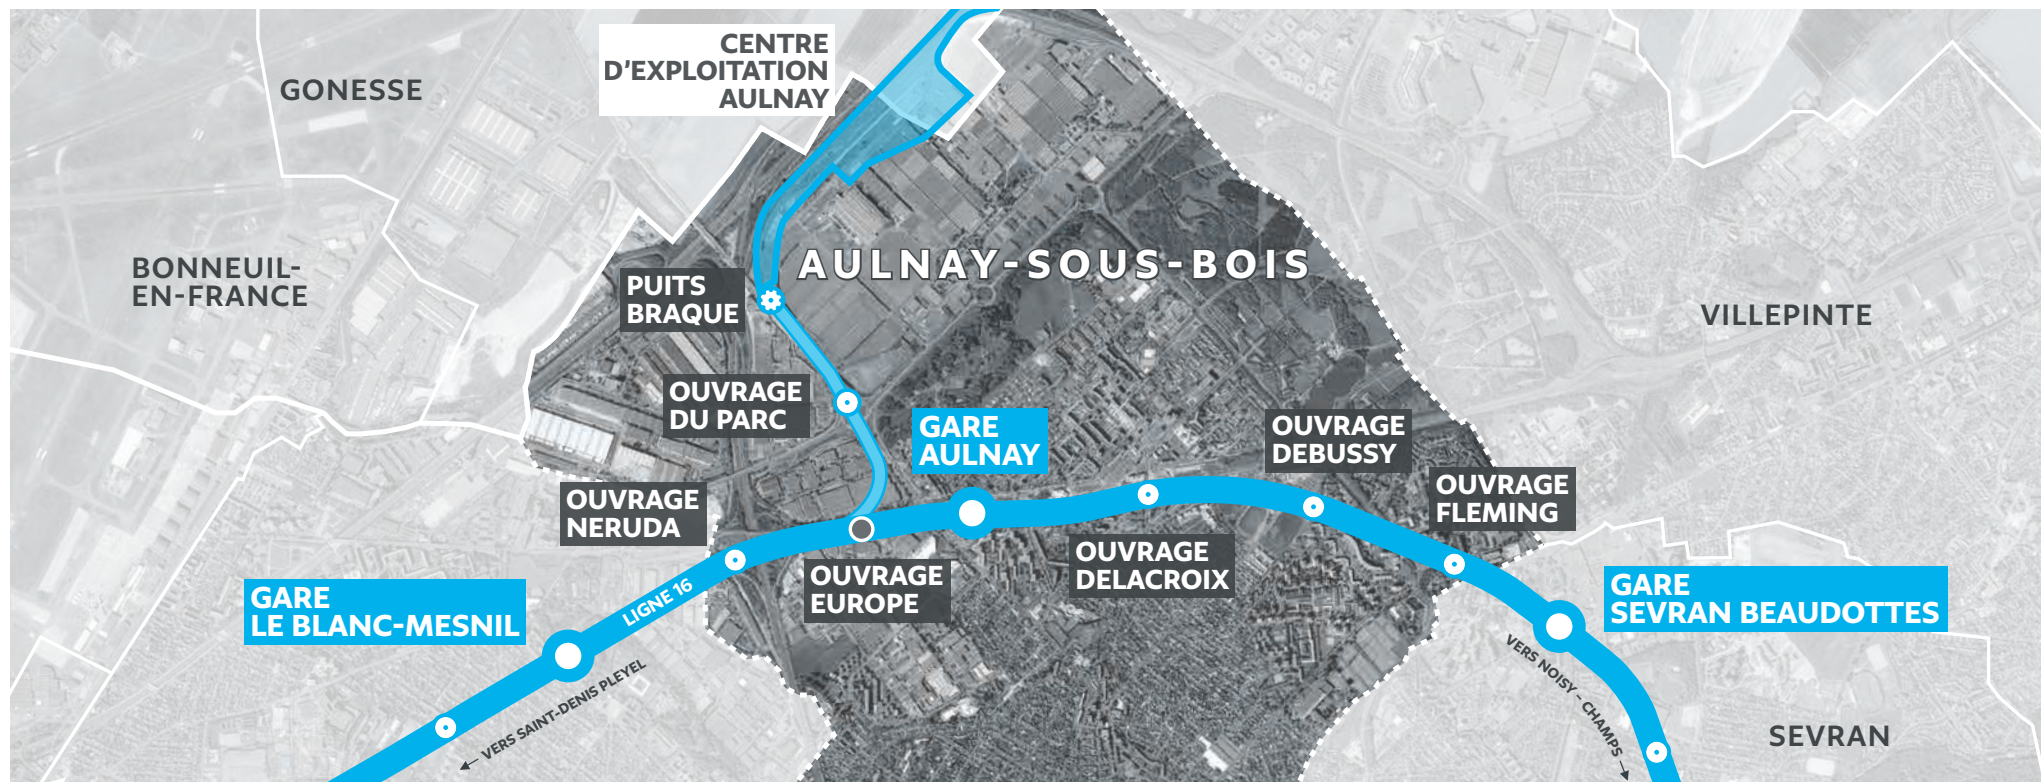 CENTRE
D'EXPLOITATION
AULNAY
GONESSE
BONNEUIL-
EN-FRANCE
AULNAY-SOUS-BOIS
PUITS
BRAQUE
VILLEPINTE
OUVRAGE
DU PARC
GARE
AULNAY
OUVRAGE
DEBUSSY
OUVRAGE
FLEMING
OUVRAGE
NERUDA
OUVRAGE
DELACROIX
OUVRAGE
EUROPE
GARE
LE BLANC-MESNIL
LIGNE 16
GARE
SEVRAN BEAUDOTTES
← VERS SAINT-DENIS PLEYEL
VERS NOISY - CHAMPS →
SEVRAN